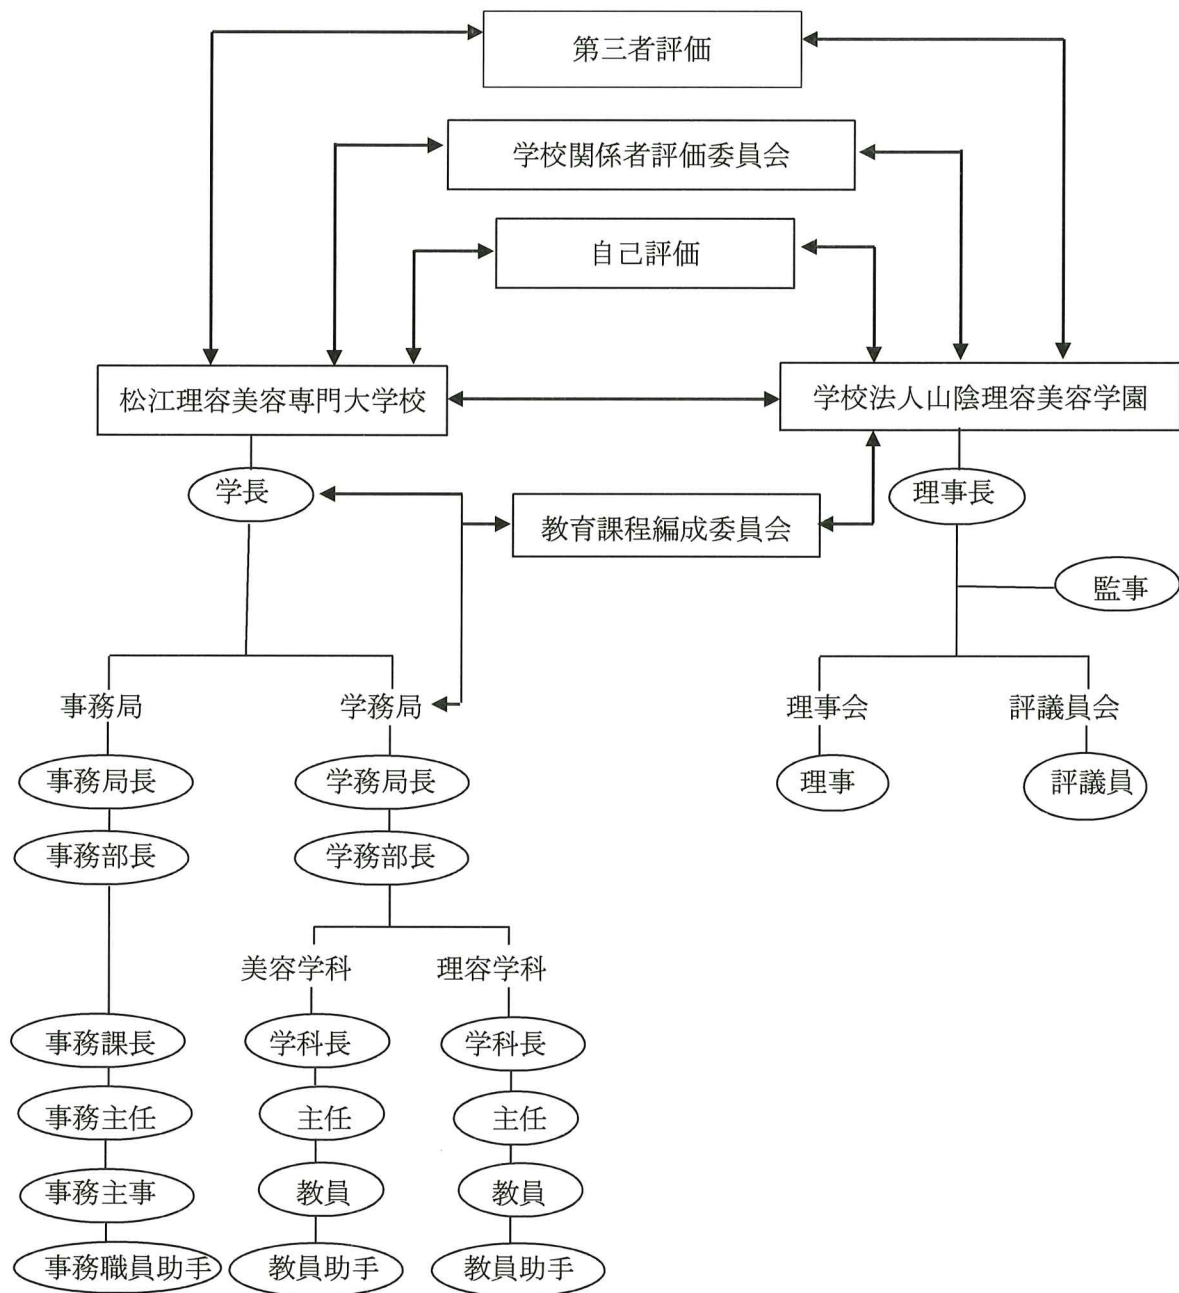 第三者評価
学校関係者評価委員会
自己評価
松江理容美容専門大学校
学校法人山陰理容美容学園
学長
理事長
教育課程編成委員会
監事
事務局
学務局
理事会
評議員会
事務局長
学務局長
理事
評議員
事務部長
学務部長
美容学科
理容学科
事務課長
学科長
学科長
事務主任
主任
主任
事務主事
教員
教員
事務職員助手
教員助手
教員助手